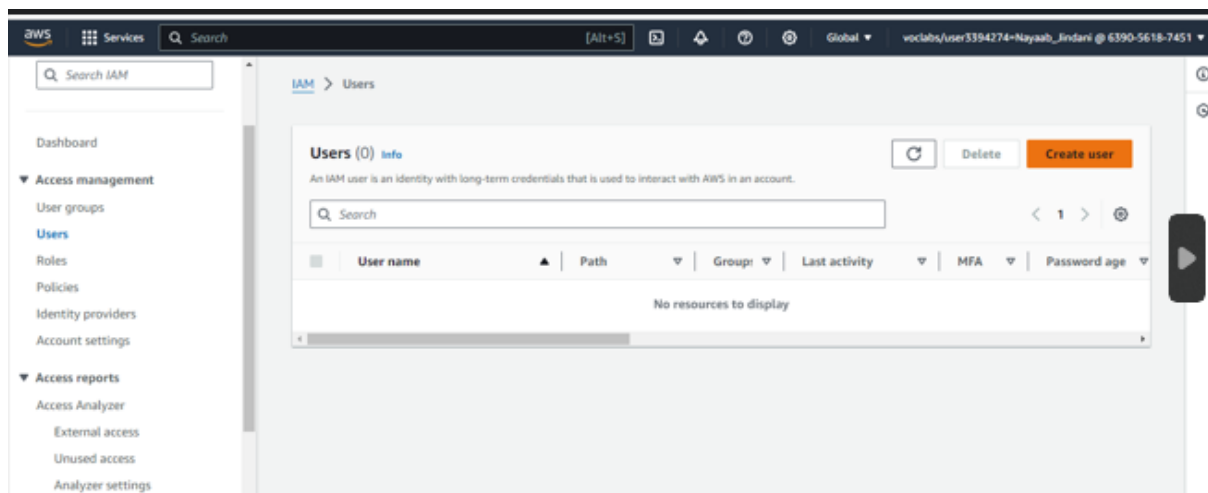 aws Services Search [Alt+S] Global voclabs/user3394274=Nayaab_Jindani @ 6390-5618-7451
Search IAM
IAM > Users
Dashboard
Users (0) Info Delete Create user
Access management
An IAM user is an identity with long-term credentials that is used to interact with AWS in an account.
User groups
Search 1
Users
Roles
User name Path Group: Last activity MFA Password age
Policies
No resources to display
Identity providers
Account settings
Access reports
Access Analyzer
External access
Unused access
Analyzer settings